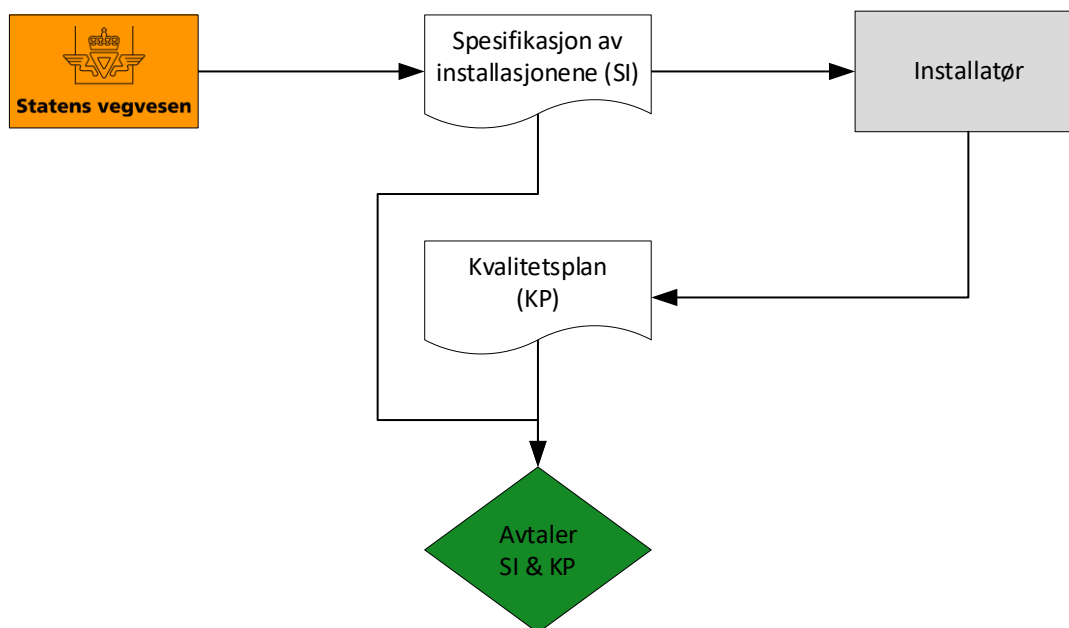 Statens vegvesen
Spesifikasjon av
installasjonene (SI)
Installatør
Kvalitetsplan
(KP)
Avtaler
SI & KP